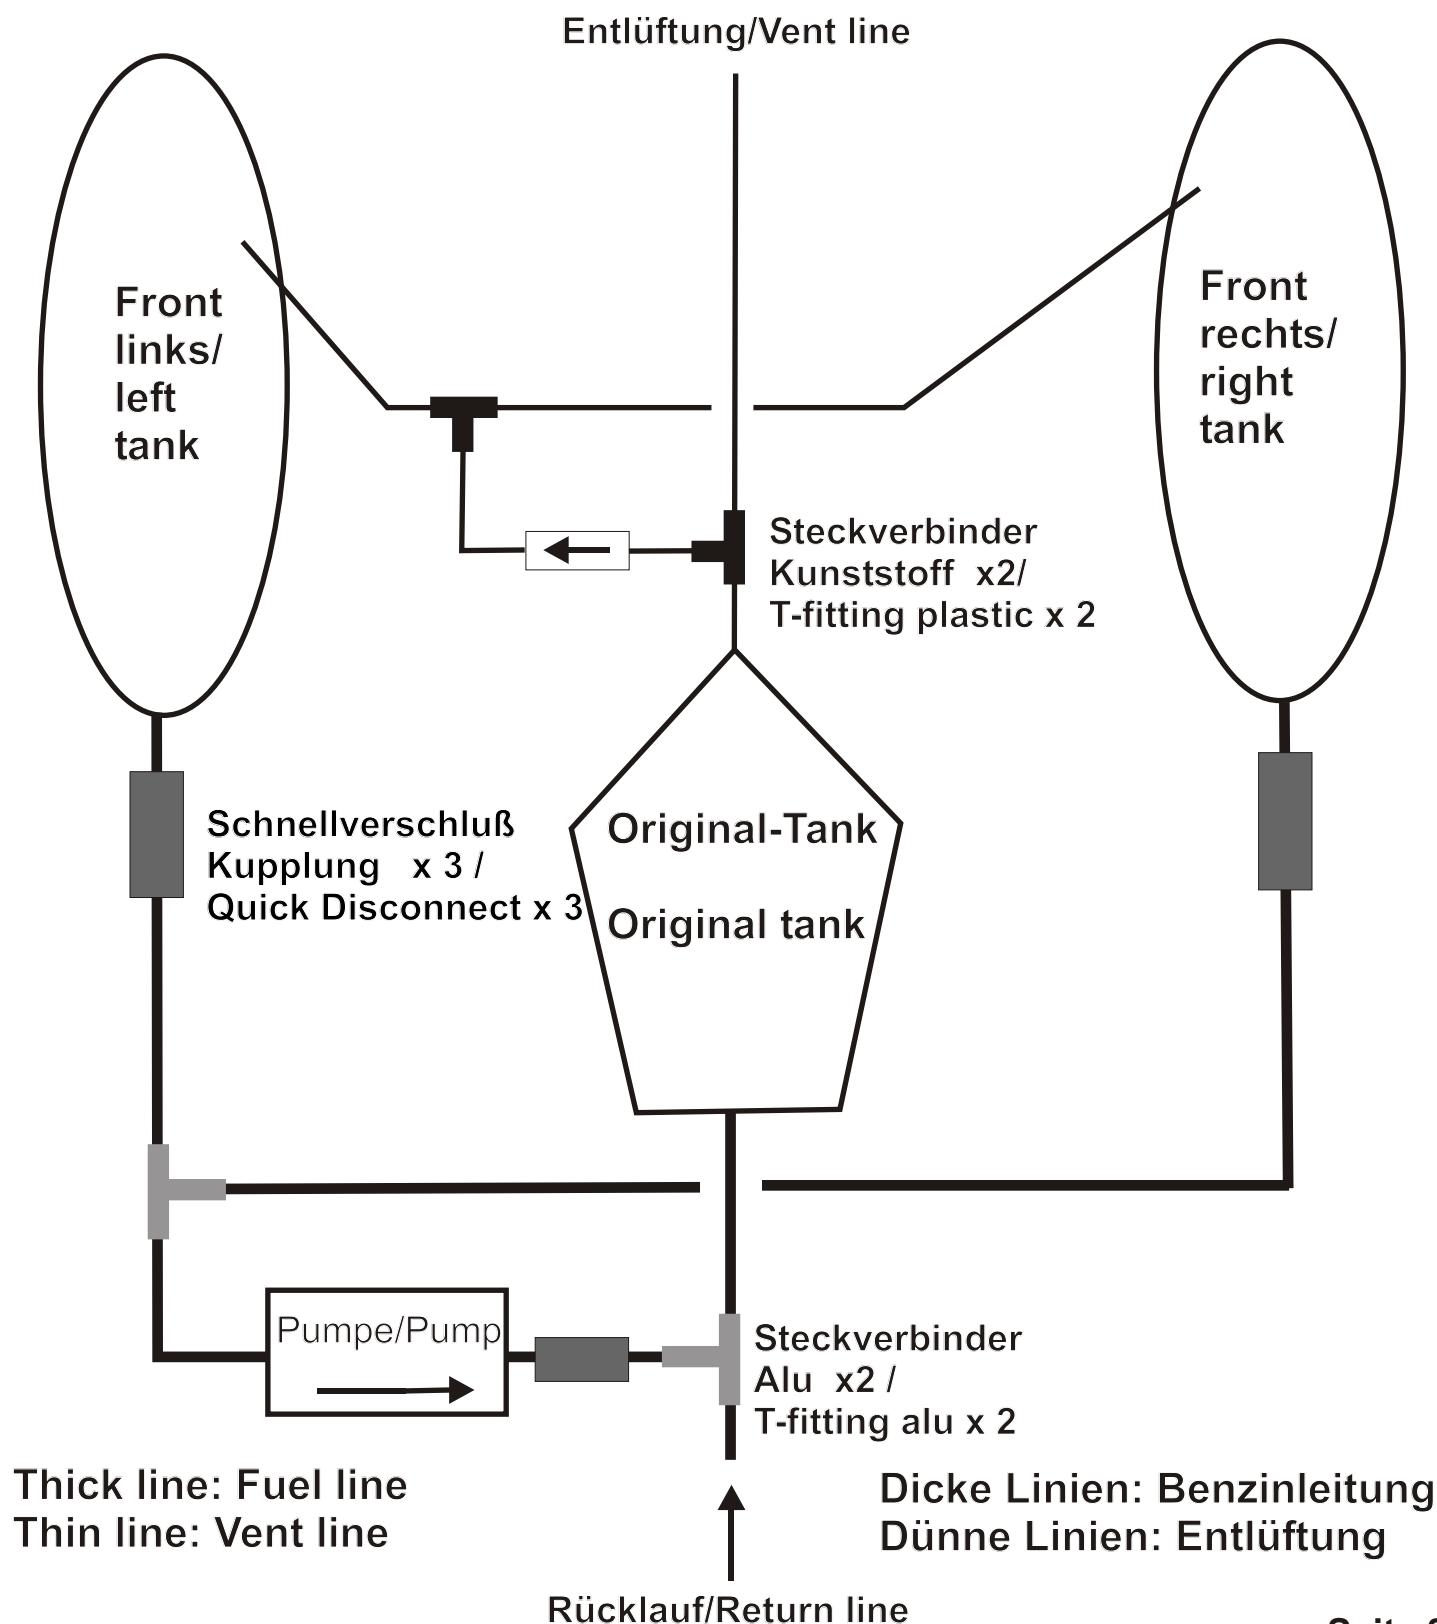 Entlüftung/Vent line
Front
links/
left
tank
Front
rechts/
right
tank
Steckverbinder
Kunststoff  x2/
T-fitting plastic x 2
Schnellverschluß
Kupplung   x 3 /
Quick Disconnect x 3
Original-Tank
Original tank
Pumpe/Pump
Steckverbinder
Alu  x2 /
T-fitting alu x 2
Thick line: Fuel line
Thin line: Vent line
Dicke Linien: Benzinleitung
Dünne Linien: Entlüftung
Rücklauf/Return line